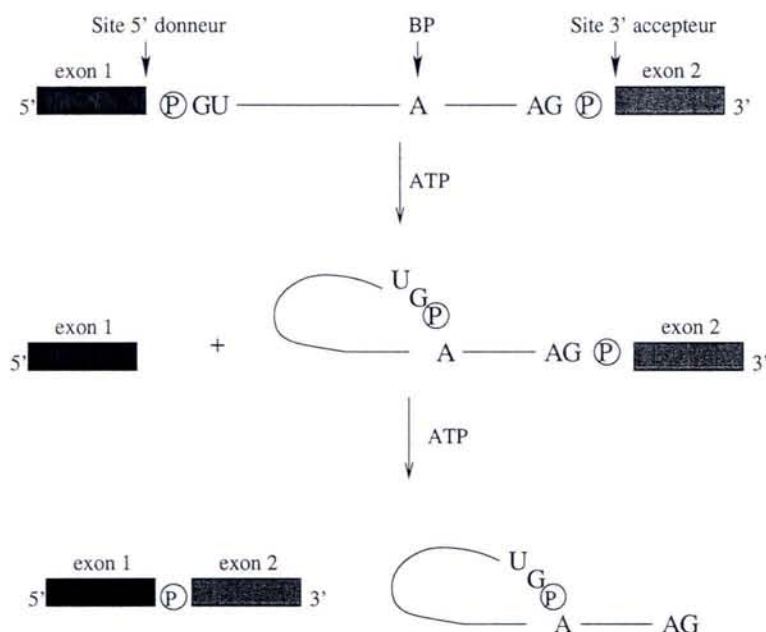 Site 5' donneur BP Site 3' accepteur
exon 1 exon 2
5' P GU A AG P 3'
ATP
U
G
P
exon 1 exon 2
5' + A AG P 3'
ATP
U
exon 1 exon 2 G
5' P 3' P
A AG